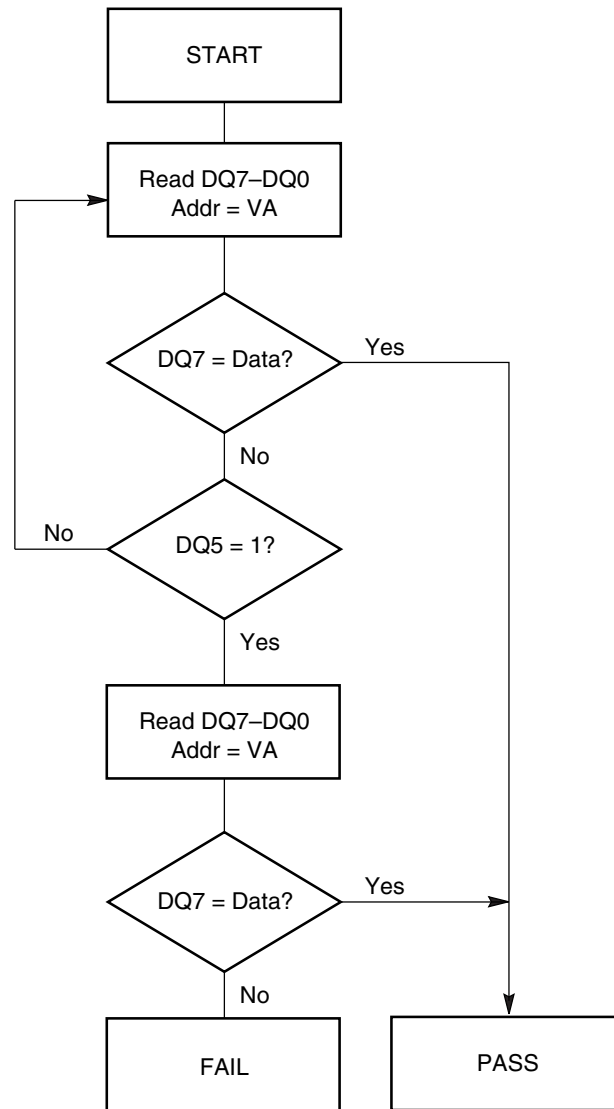 START
Read DQ7–DQ0
Addr = VA
DQ7 = Data?
Yes
No
No
DQ5 = 1?
Yes
Read DQ7–DQ0
Addr = VA
DQ7 = Data?
Yes
No
FAIL
PASS